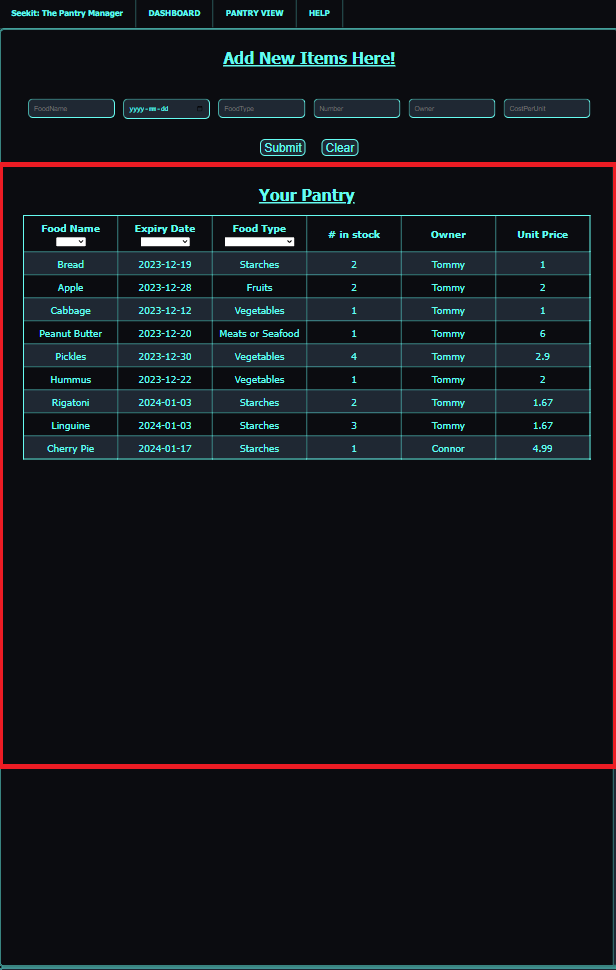 Seekit: The Pantry Manager DASHBOARD PANTRY VIEW HELP
Add New Items Here!
FoodName yyyy-mm-dd FoodType Number Owner CostPerUnit
Submit Clear
Your Pantry
Food Name Expiry Date Food Type # in stock Owner Unit Price
Bread 2023-12-19 Starches 2 Tommy 1
Apple 2023-12-28 Fruits 2 Tommy 2
Cabbage 2023-12-12 Vegetables 1 Tommy 1
Peanut Butter 2023-12-20 Meats or Seafood 1 Tommy 6
Pickles 2023-12-30 Vegetables 4 Tommy 2.9
Hummus 2023-12-22 Vegetables 1 Tommy 2
Rigatoni 2024-01-03 Starches 2 Tommy 1.67
Linguine 2024-01-03 Starches 3 Tommy 1.67
Cherry Pie 2024-01-17 Starches 1 Connor 4.99